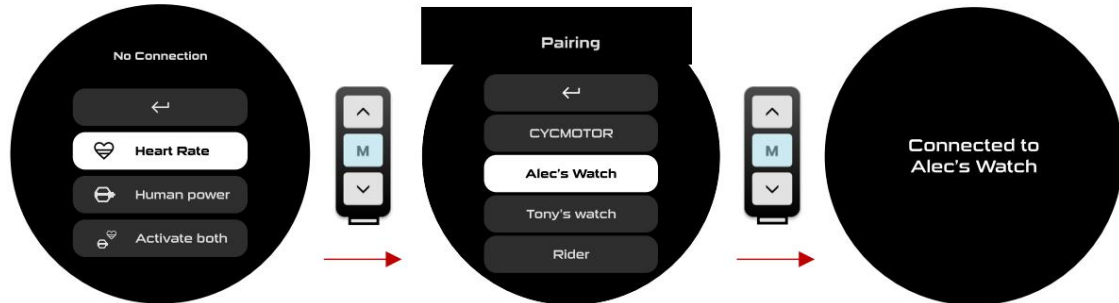 No Connection
Heart Rate
Human power
Activate both
M
Pairing
CYCMOTOR
Alec's Watch
Tony's watch
Rider
M
Connected to
Alec's Watch